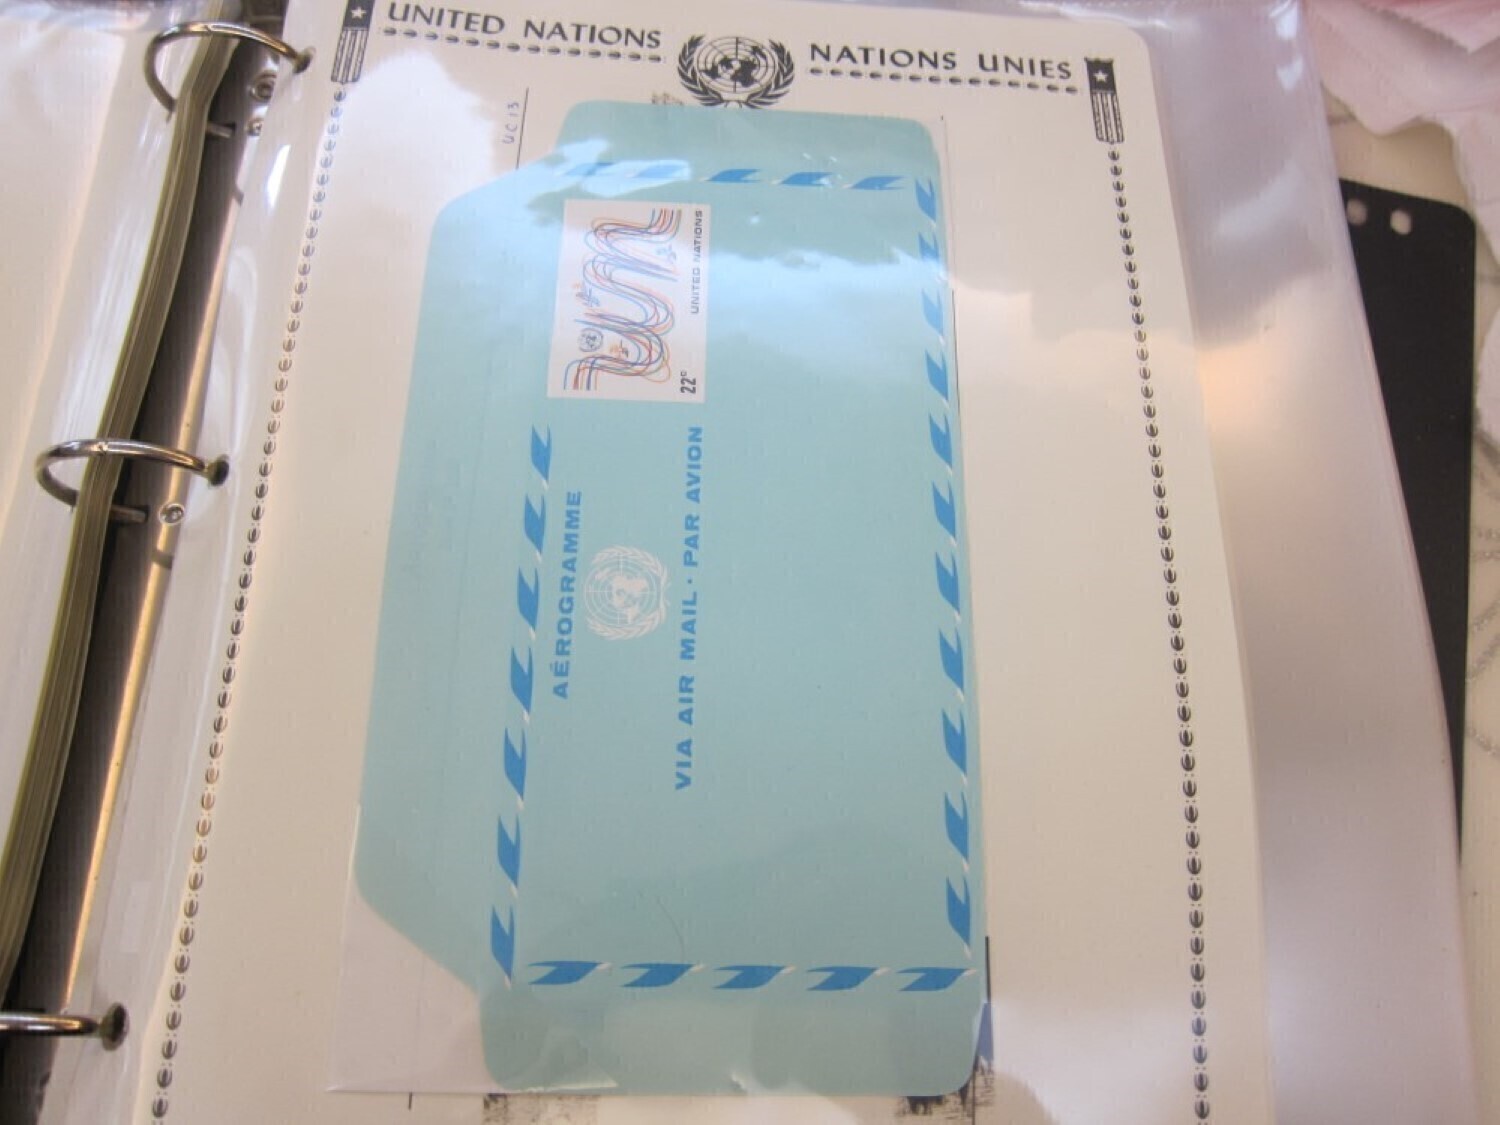 UNITED NATIONS
NATIONS UNIES
UC 13
UNITED NATIONS
22c
AÉROGRAMME
VIA AIR MAIL · PAR AVION